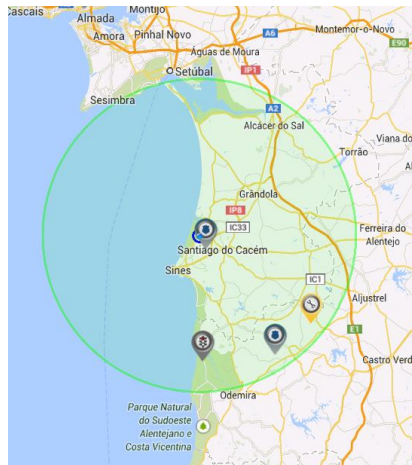 Cascais
Montijo
Almada
Amora
Pinhal Novo
Montemor-o-Novo
A6
E90
Águas de Moura
IP1
Setúbal
Sesimbra
A2
Alcácer do Sal
Viana do
Torrão
Grândola
IP8
IC33
Ferreira do
Alentejo
Santiago do Cacém
Sines
IC1
Aljustrel
E1
Castro Verd
Odemira
Parque Natural
do Sudoeste
Alentejano e
Costa Vicentina